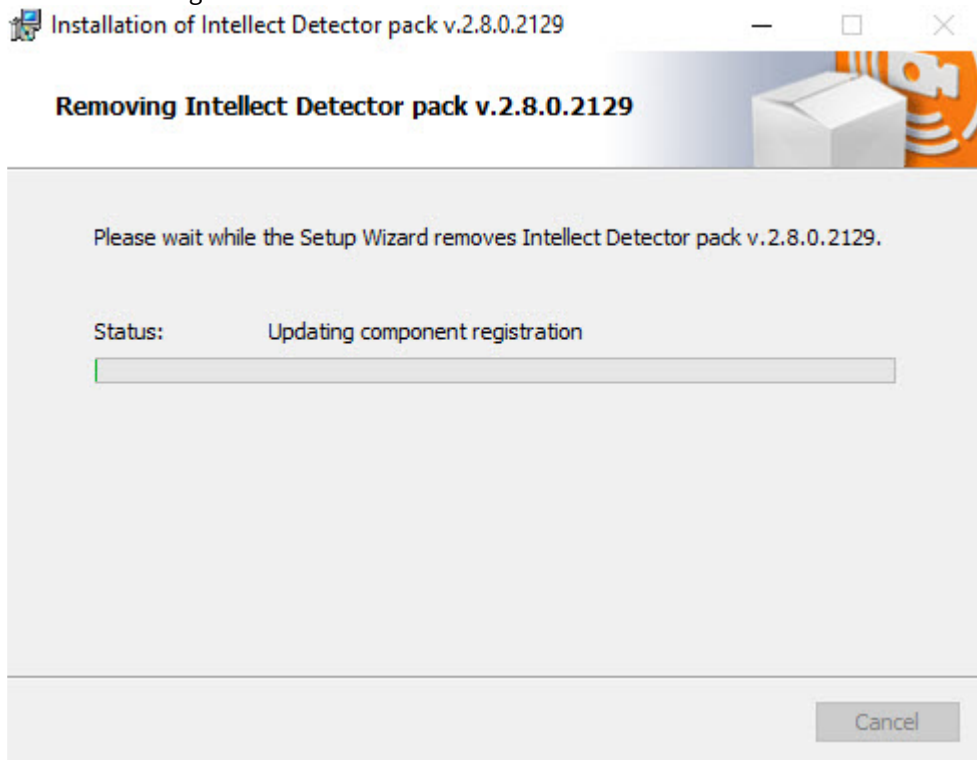 Installation of Intellect Detector pack v.2.8.0.2129
Removing Intellect Detector pack v.2.8.0.2129
Please wait while the Setup Wizard removes Intellect Detector pack v.2.8.0.2129.
Status: Updating component registration
Cancel